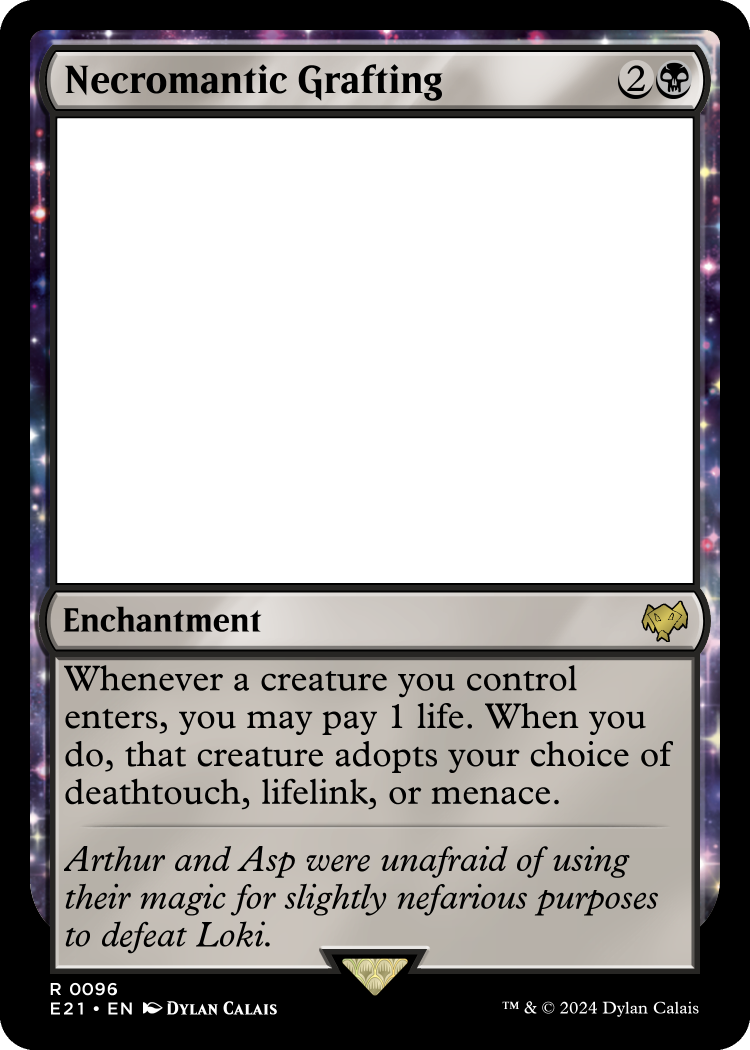 Necromantic Grafting 2
Enchantment
Whenever a creature you control
enters, you may pay 1 life. When you
do, that creature adopts your choice of
deathtouch, lifelink, or menace.
Arthur and Asp were unafraid of using
their magic for slightly nefarious purposes
to defeat Loki.
R 0096
E21 • EN Dylan Calais
™ & © 2024 Dylan Calais